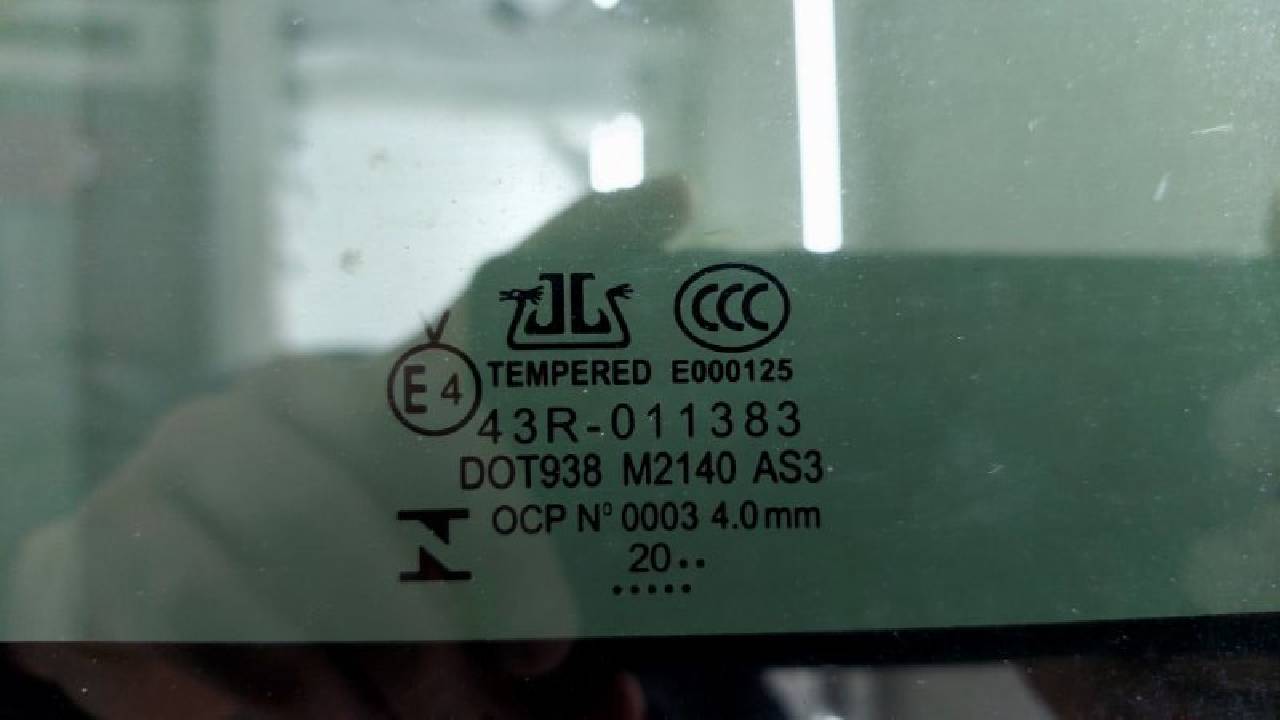 CCC
TEMPERED E000125
E4
43R-011383
DOT938 M2140 AS3
OCP Nº 0003 4.0mm
20..
.....